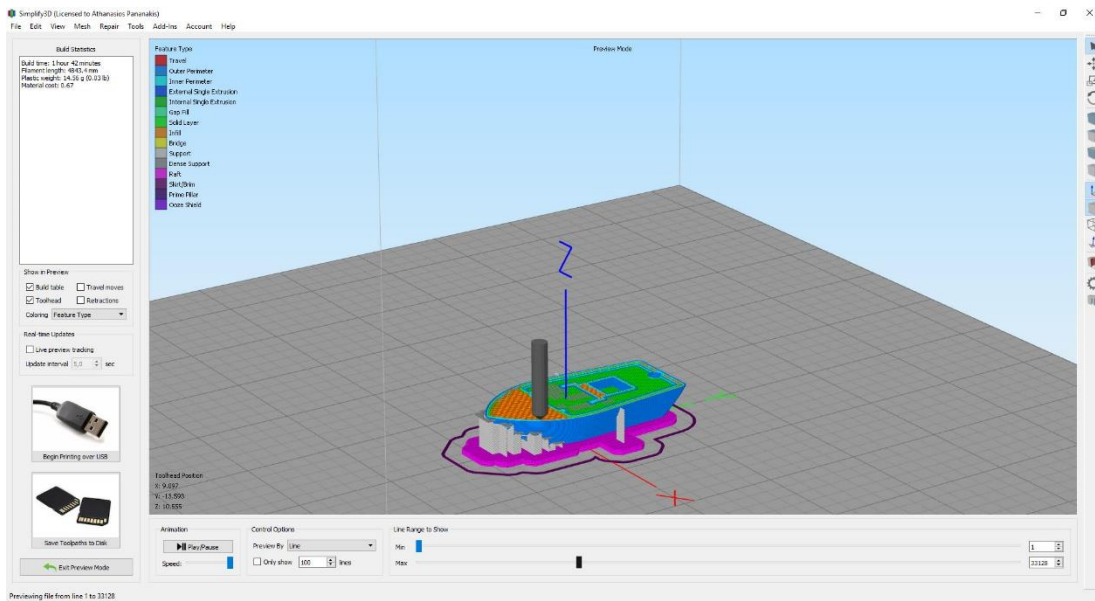 Simplify3D (Licensed to Athanasios Pananakis)
File Edit View Mesh Repair Tools Add-Ins Account Help
Build Statistics
Build time: 1 hour 42 minutes
Filament length: 4843.4 mm
Plastic weight: 14.56 g (0.03 lb)
Material cost: 0.67
Show in Preview
Build table Travel moves
Toolhead Retractions
Coloring Feature Type
Real-time Updates
Live preview tracking
Update interval 5,0 sec
Begin Printing over USB
Save Toolpaths to Disk
Exit Preview Mode
Feature Type
Travel
Outer Perimeter
Inner Perimeter
External Single Extrusion
Internal Single Extrusion
Gap Fill
Solid Layer
Infill
Bridge
Support
Dense Support
Raft
Skirt/Brim
Prime Pillar
Ooze Shield
Preview Mode
Z
X
Toolhead Position
X: 9.897
Y: -13.593
Z: 10.555
Animation
Play/Pause
Speed:
Control Options
Preview By Line
Only show 100 lines
Line Range to Show
Min 1
Max 33128
Previewing file from line 1 to 33128